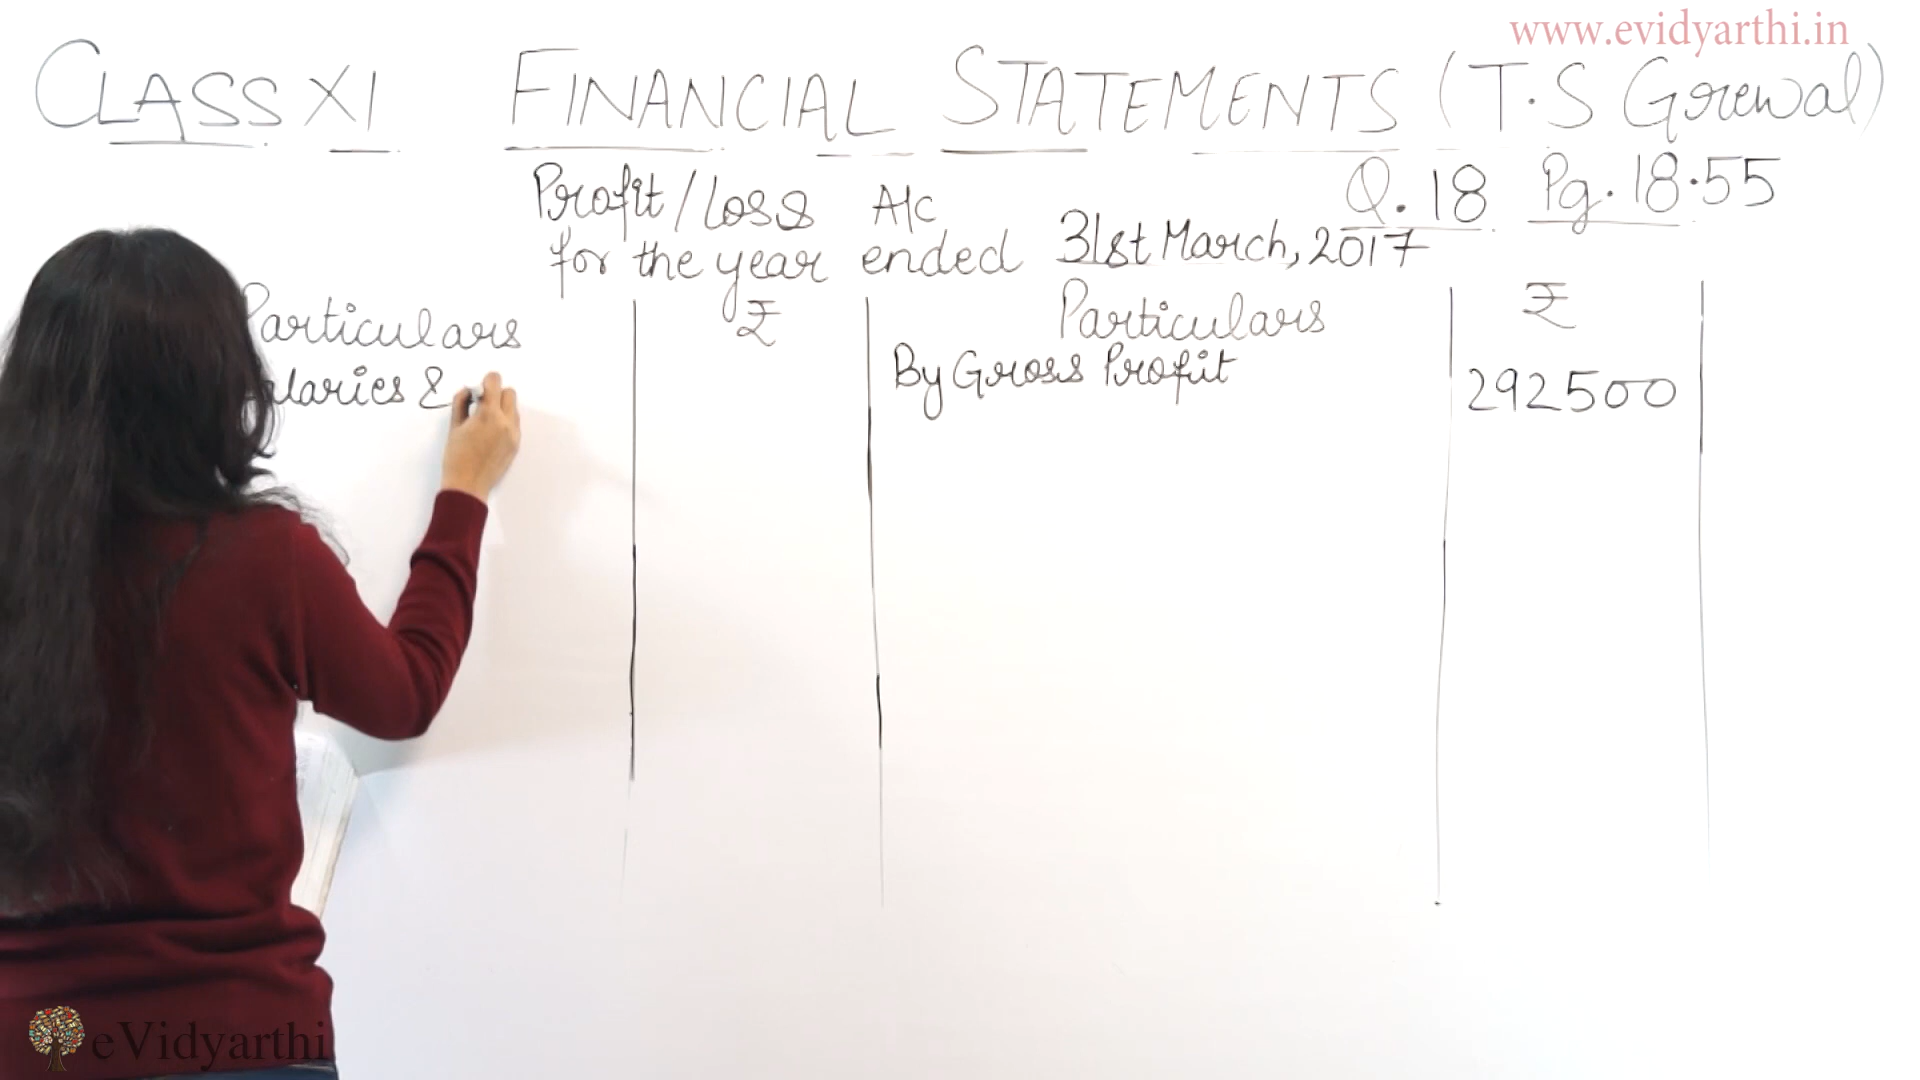 www.evidyarthi.in
CLASS XI FINANCIAL STATEMENTS (T.S Grewal)
Profit/Loss A/c Q.18 Pg. 18.55
for the year ended 31st March, 2017
Particulars ₹ Particulars ₹
alaries & By Gross Profit 292500
eVidyarthi